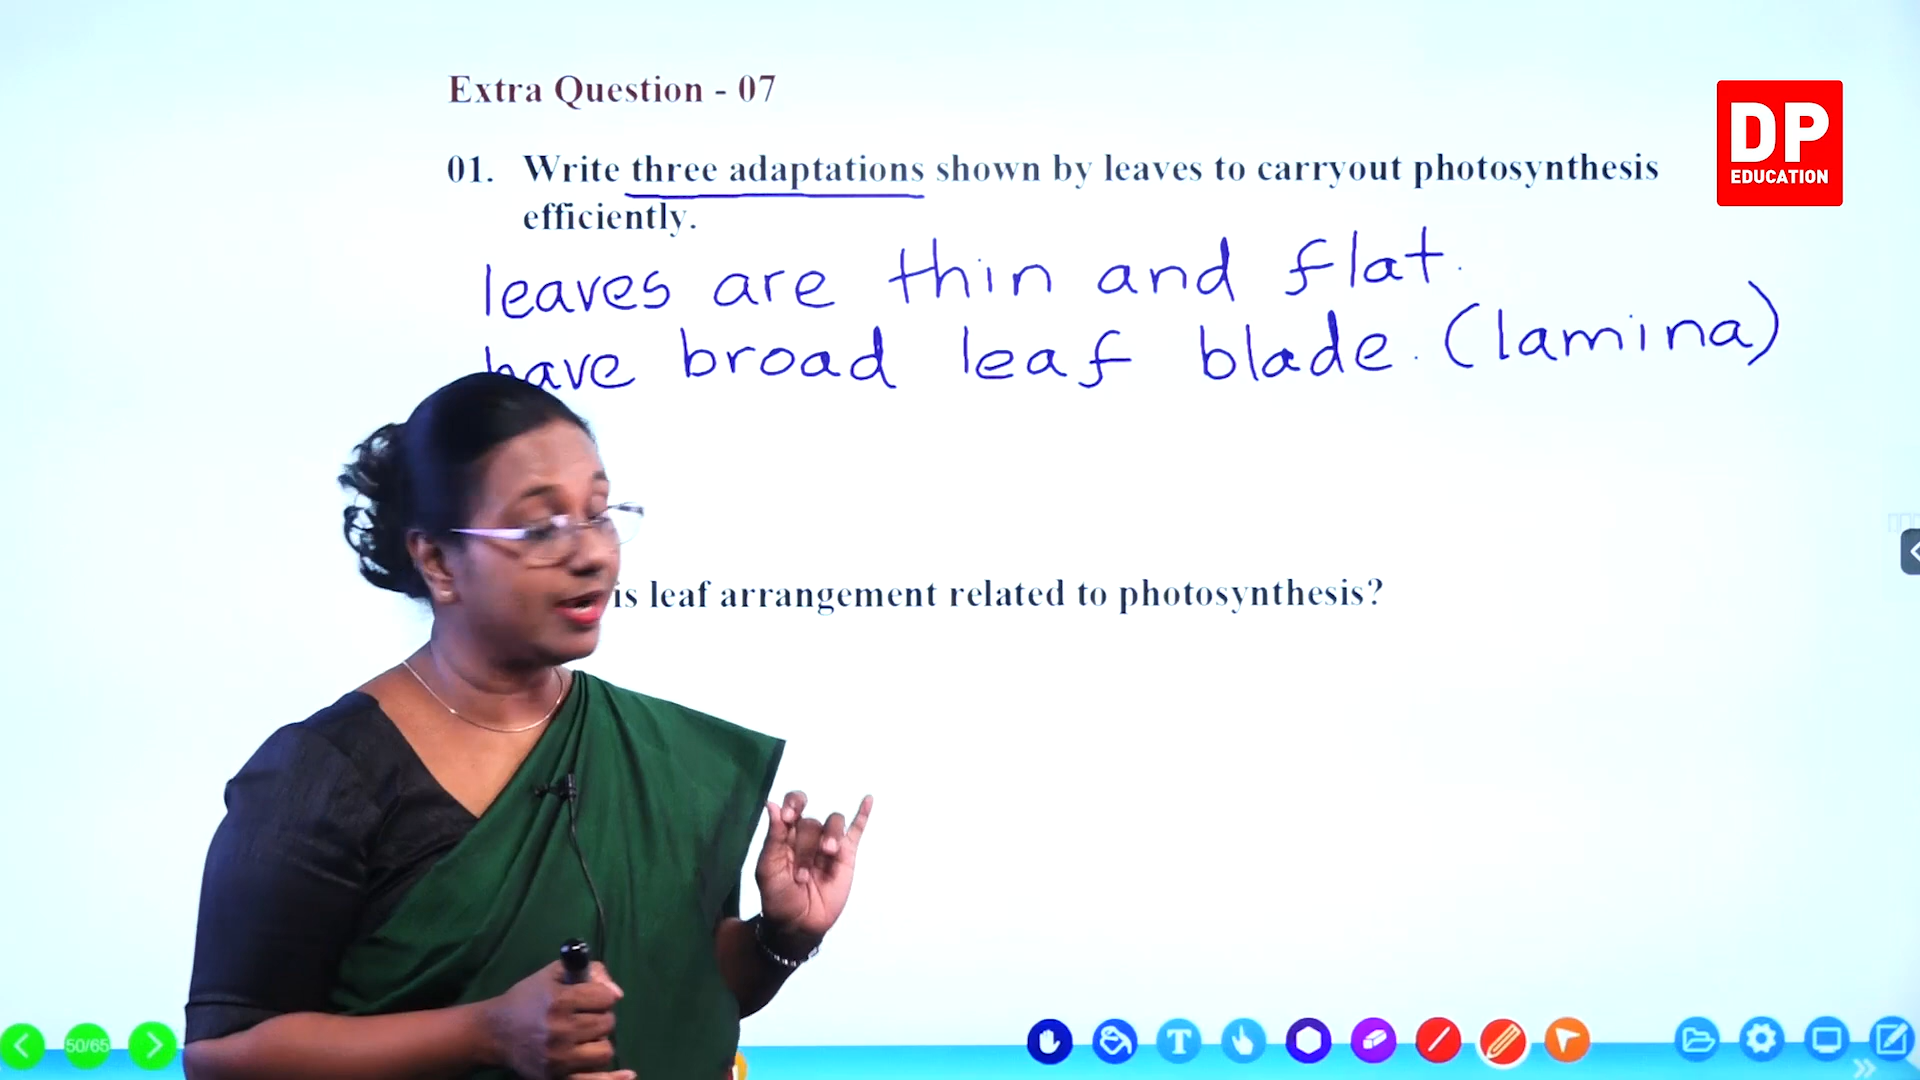 Extra Question - 07
DP
EDUCATION
01. Write three adaptations shown by leaves to carryout photosynthesis
efficiently.
leaves are thin and flat.
have broad leaf blade. (lamina)
is leaf arrangement related to photosynthesis?
50/65
T